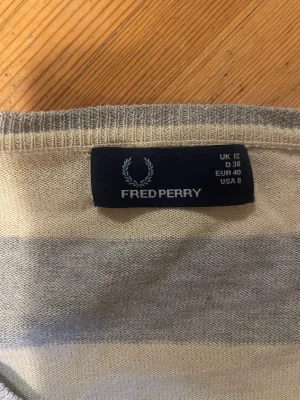 FRED PERRY
UK 12
D 38
EUR 40
USA 8